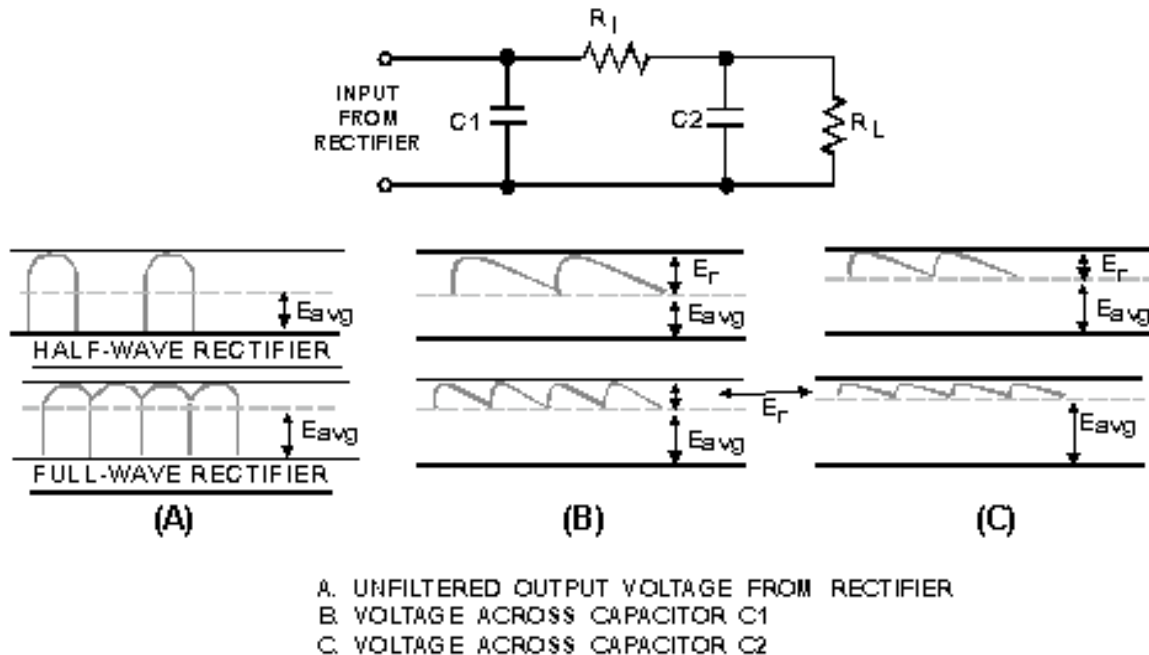 R1
INPUT
FROM
RECTIFIER
C1
C2
RL
Eavg
HALF-WAVE RECTIFIER
Er
Eavg
Er
Eavg
Eavg
FULL-WAVE RECTIFIER
Er
Eavg
Eavg
(A)
(B)
(C)
A. UNFILTERED OUTPUT VOLTAGE FROM RECTIFIER
B. VOLTAGE ACROSS CAPACITOR C1
C. VOLTAGE ACROSS CAPACITOR C2